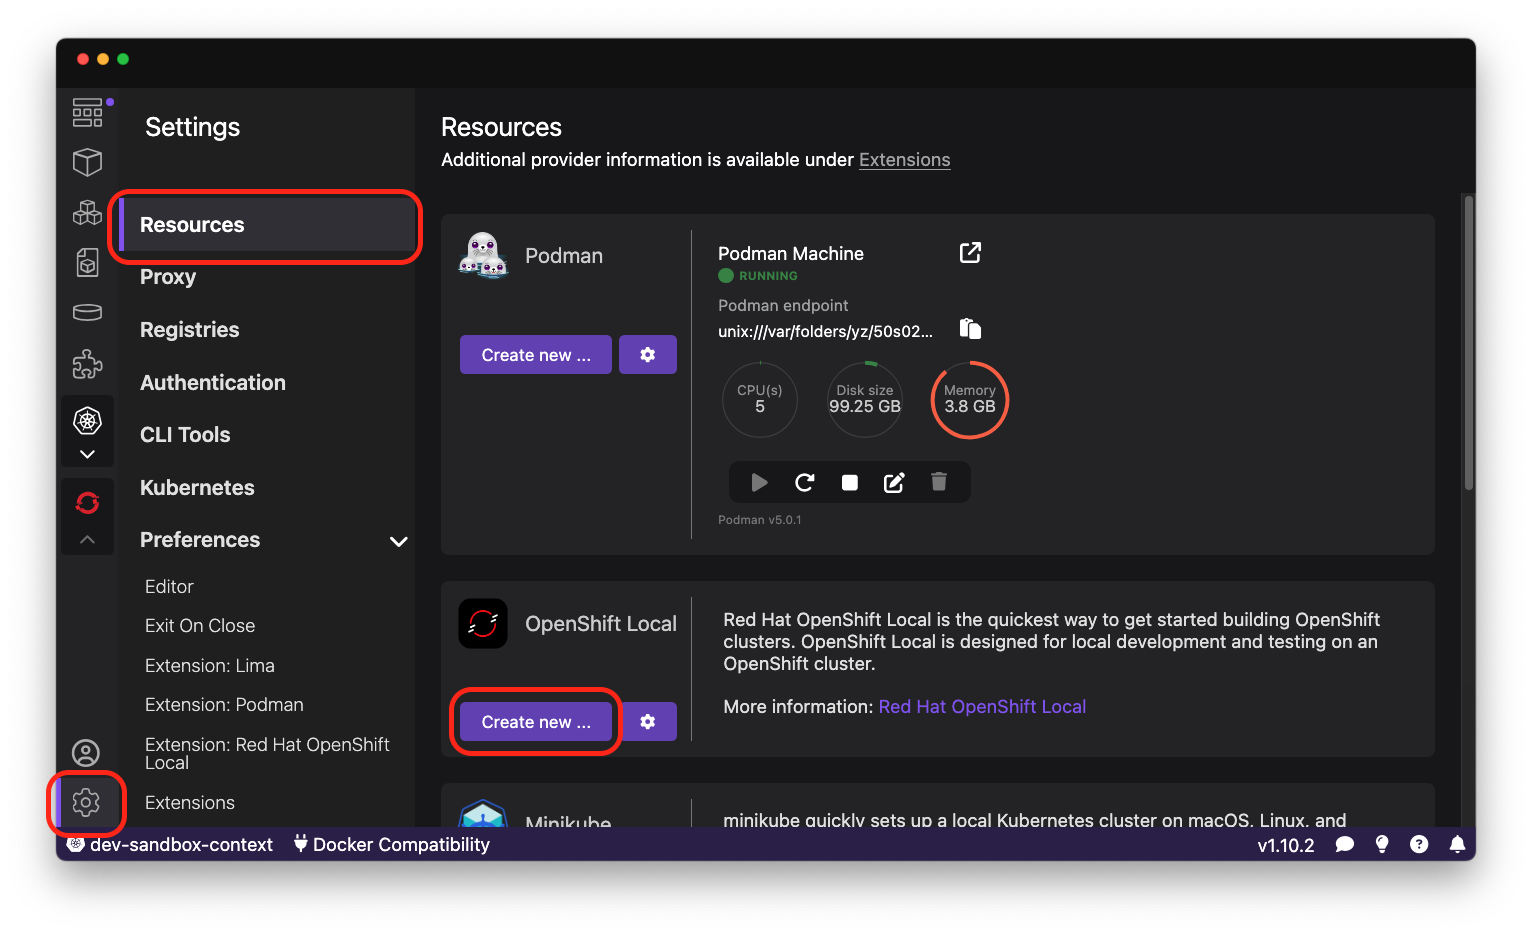 Settings
Resources
Proxy
Registries
Authentication
CLI Tools
Kubernetes
Preferences
Editor
Exit On Close
Extension: Lima
Extension: Podman
Extension: Red Hat OpenShift
Local
Extensions
Resources
Additional provider information is available under Extensions
Podman
Create new ...
Podman Machine
RUNNING
Podman endpoint
unix:///var/folders/yz/50s02...
CPU(s)
5
Disk size
99.25 GB
Memory
3.8 GB
Podman v5.0.1
OpenShift Local
Create new ...
Red Hat OpenShift Local is the quickest way to get started building OpenShift
clusters. OpenShift Local is designed for local development and testing on an
OpenShift cluster.
More information: Red Hat OpenShift Local
Minikube
minikube quickly sets up a local Kubernetes cluster on macOS, Linux, and
dev-sandbox-context
Docker Compatibility
v1.10.2